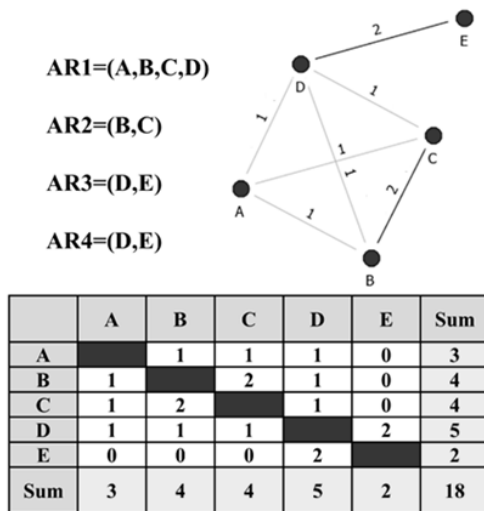 AR1=(A,B,C,D)
AR2=(B,C)
AR3=(D,E)
AR4=(D,E)
2
E
D
1
1
1
C
1
2
A
1
B
A B C D E Sum
A 1 1 1 0 3
B 1 2 1 0 4
C 1 2 1 0 4
D 1 1 1 2 5
E 0 0 0 2 2
Sum 3 4 4 5 2 18